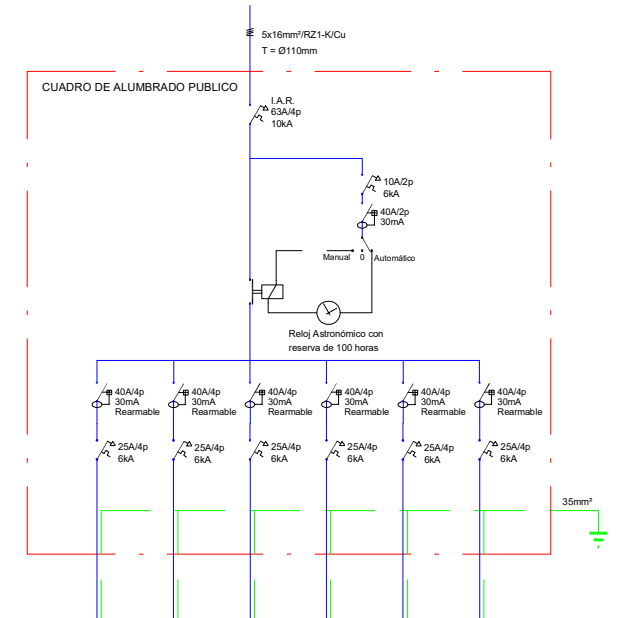 5x16mm²/RZ1-K/Cu
T = Ø110mm
CUADRO DE ALUMBRADO PUBLICO
I.A.R.
63A/4p
10kA
10A/2p
6kA
40A/2p
30mA
Manual 0 Automático
Reloj Astronómico con
reserva de 100 horas
40A/4p 40A/4p 40A/4p 40A/4p 40A/4p 40A/4p
30mA 30mA 30mA 30mA 30mA 30mA
Rearmable Rearmable Rearmable Rearmable Rearmable Rearmable
25A/4p 25A/4p 25A/4p 25A/4p 25A/4p 25A/4p
6kA 6kA 6kA 6kA 6kA 6kA
35mm²